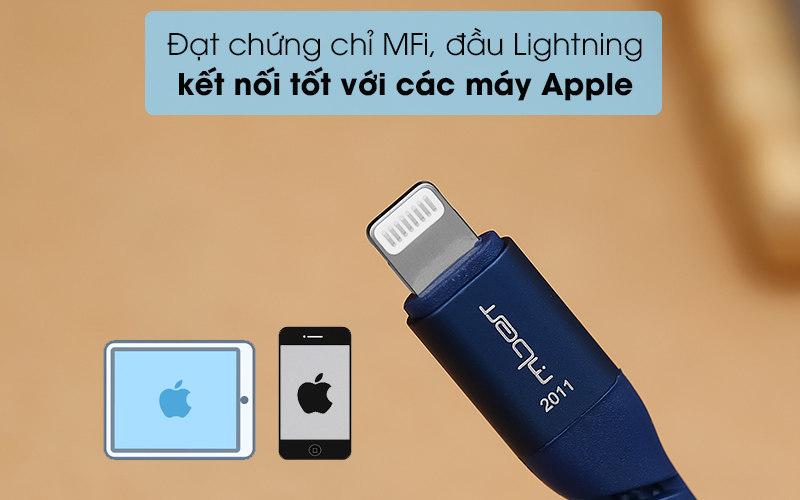 Đạt chứng chỉ MFi, đầu Lightning
kết nối tốt với các máy Apple
2011